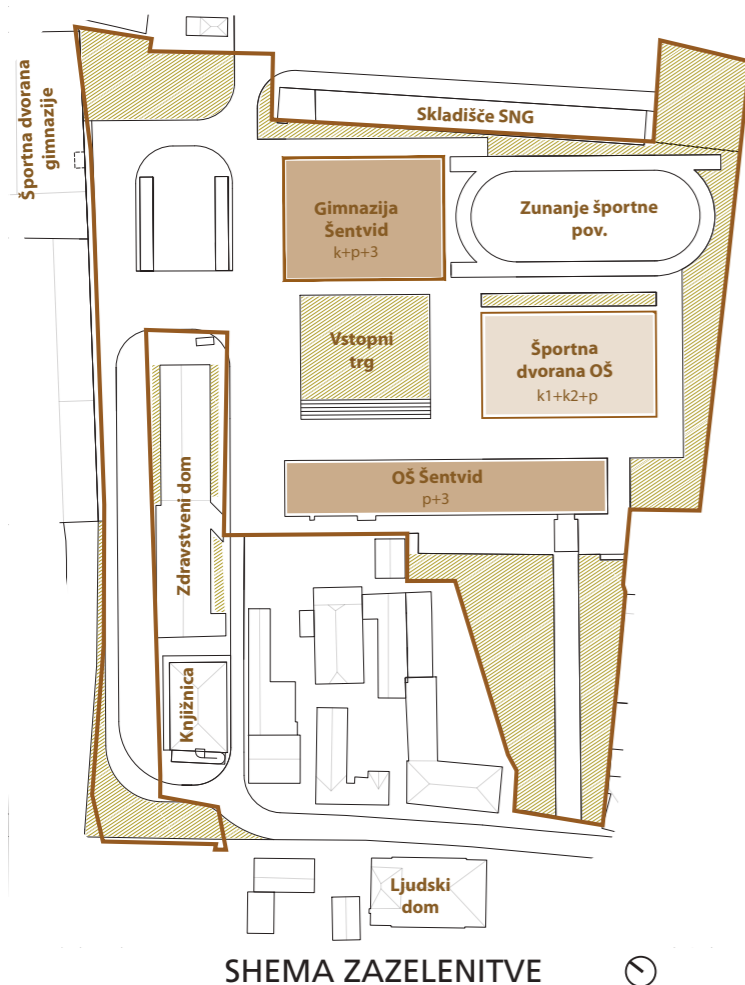 Športna dvorana
gimnazije
Skladišče SNG
Gimnazija
Šentvid
k+p+3
Zunanje športne
pov.
Vstopni
trg
Športna
dvorana OŠ
k1+k2+p
OŠ Šentvid
p+3
Zdravstveni dom
Knjižnica
Ljudski
dom
SHEMA ZAZELENITVE